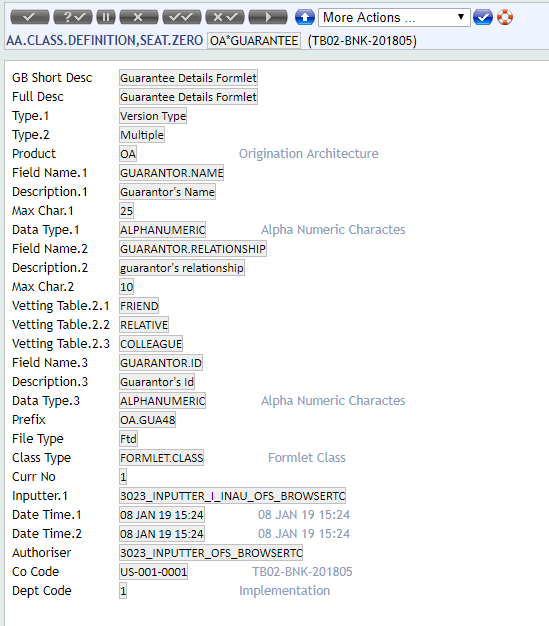 More Actions ...
AA.CLASS.DEFINITION,SEAT.ZERO OA*GUARANTEE (TB02-BNK-201805)
GB Short Desc Guarantee Details Formlet
Full Desc Guarantee Details Formlet
Type.1 Version Type
Type.2 Multiple
Product OA Origination Architecture
Field Name.1 GUARANTOR.NAME
Description.1 Guarantor's Name
Max Char.1 25
Data Type.1 ALPHANUMERIC Alpha Numeric Charactes
Field Name.2 GUARANTOR.RELATIONSHIP
Description.2 guarantor's relationship
Max Char.2 10
Vetting Table.2.1 FRIEND
Vetting Table.2.2 RELATIVE
Vetting Table.2.3 COLLEAGUE
Field Name.3 GUARANTOR.ID
Description.3 Guarantor's Id
Data Type.3 ALPHANUMERIC Alpha Numeric Charactes
Prefix OA.GUA48
File Type Ftd
Class Type FORMLET.CLASS Formlet Class
Curr No 1
Inputter.1 3023_INPUTTER_I_INAU_OFS_BROWSERTC
Date Time.1 08 JAN 19 15:24 08 JAN 19 15:24
Date Time.2 08 JAN 19 15:24 08 JAN 19 15:24
Authoriser 3023_INPUTTER_OFS_BROWSERTC
Co Code US-001-0001 TB02-BNK-201805
Dept Code 1 Implementation